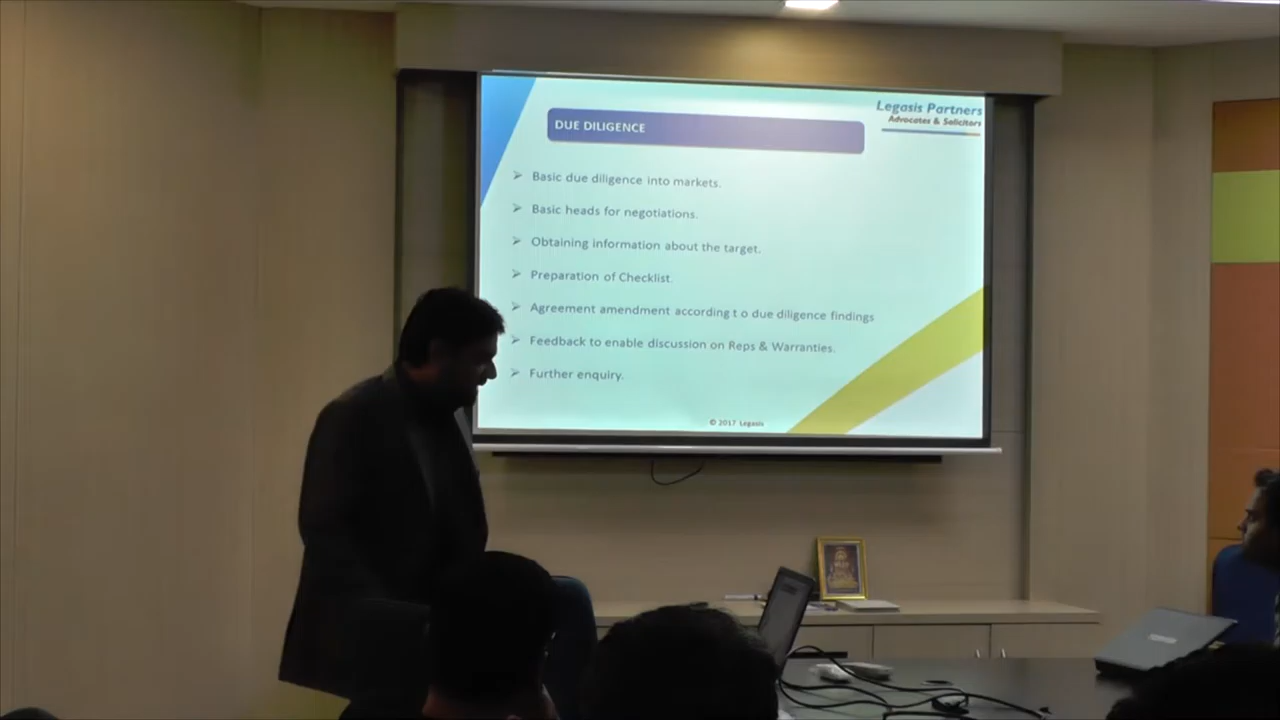 Legasis Partners
Advocates & Solicitors
DUE DILIGENCE
Basic due diligence into markets.
Basic heads for negotiations.
Obtaining information about the target.
Preparation of Checklist.
Agreement amendment according t o due diligence findings
Feedback to enable discussion on Reps & Warranties.
Further enquiry.
© 2017 Legasis